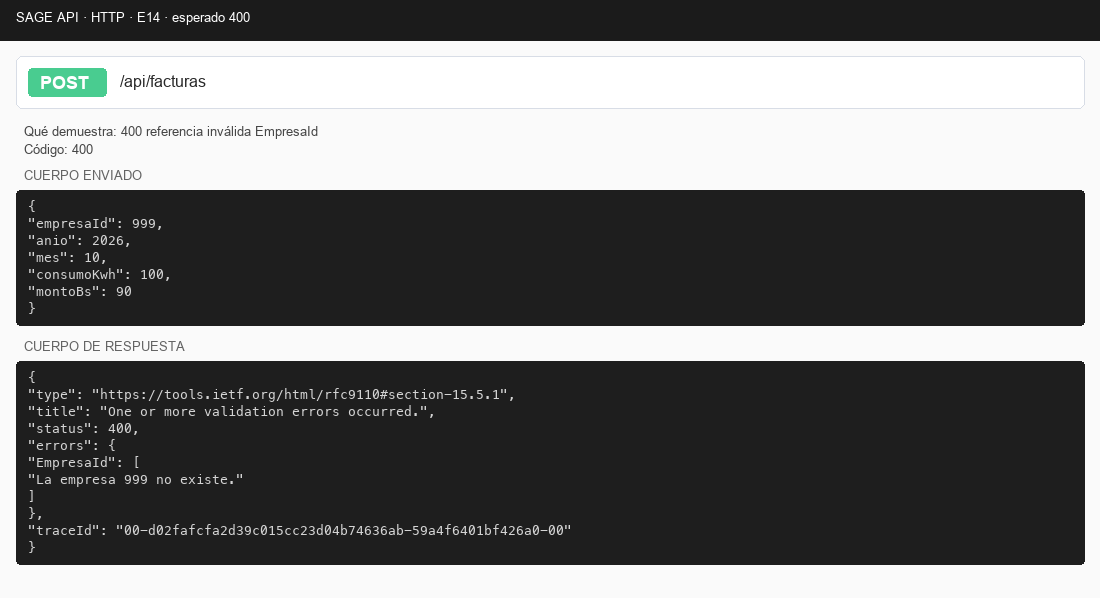 SAGE API · HTTP · E14 · esperado 400
POST /api/facturas
Qué demuestra: 400 referencia inválida EmpresaId
Código: 400
CUERPO ENVIADO
{
"empresaId": 999,
"anio": 2026,
"mes": 10,
"consumoKwh": 100,
"montoBs": 90
}
CUERPO DE RESPUESTA
{
"type": "https://tools.ietf.org/html/rfc9110#section-15.5.1",
"title": "One or more validation errors occurred.",
"status": 400,
"errors": {
"EmpresaId": [
"La empresa 999 no existe."
]
},
"traceId": "00-d02fafcfa2d39c015cc23d04b74636ab-59a4f6401bf426a0-00"
}